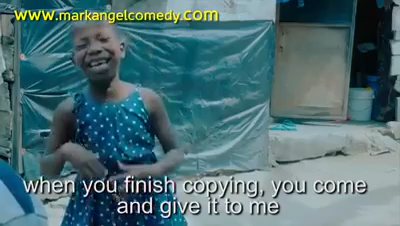 www.markangelcomedy.com
when you finish copying, you come
and give it to me